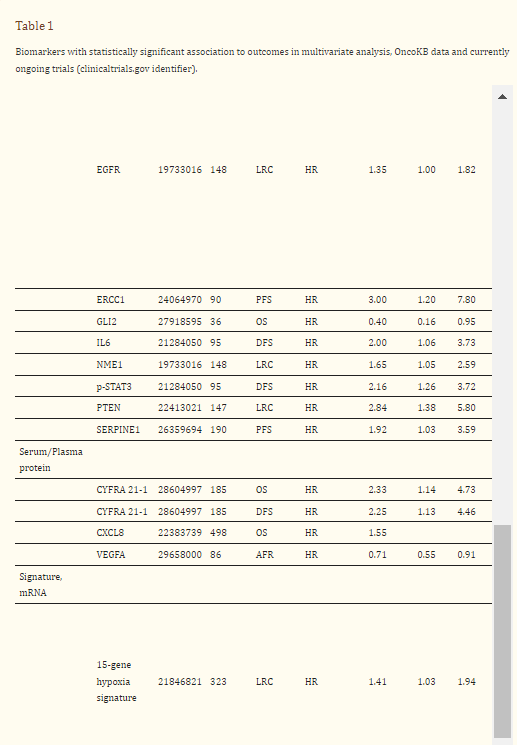 Table 1
Biomarkers with statistically significant association to outcomes in multivariate analysis, OncoKB data and currently
ongoing trials (clinicaltrials.gov identifier).
EGFR 19733016 148 LRC HR 1.35 1.00 1.82
ERCC1 24064970 90 PFS HR 3.00 1.20 7.80
GLI2 27918595 36 OS HR 0.40 0.16 0.95
IL6 21284050 95 DFS HR 2.00 1.06 3.73
NME1 19733016 148 LRC HR 1.65 1.05 2.59
p-STAT3 21284050 95 DFS HR 2.16 1.26 3.72
PTEN 22413021 147 LRC HR 2.84 1.38 5.80
SERPINE1 26359694 190 PFS HR 1.92 1.03 3.59
Serum/Plasma
protein
CYFRA 21-1 28604997 185 OS HR 2.33 1.14 4.73
CYFRA 21-1 28604997 185 DFS HR 2.25 1.13 4.46
CXCL8 22383739 498 OS HR 1.55
VEGFA 29658000 86 AFR HR 0.71 0.55 0.91
Signature,
mRNA
15-gene
hypoxia 21846821 323 LRC HR 1.41 1.03 1.94
signature